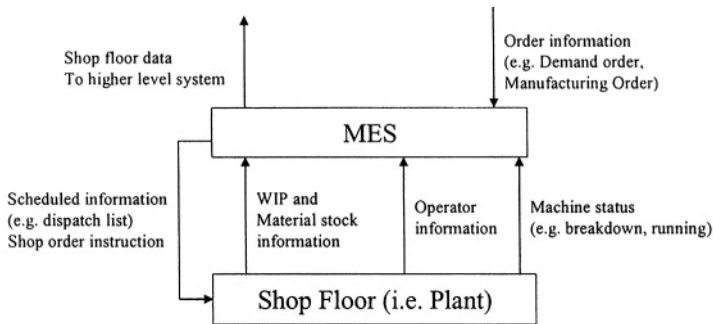 Shop floor data
To higher level system
Order information
(e.g. Demand order,
Manufacturing Order)
MES
Scheduled information
(e.g. dispatch list)
Shop order instruction
WIP and
Material stock
information
Operator
information
Machine status
(e.g. breakdown, running)
Shop Floor (i.e. Plant)